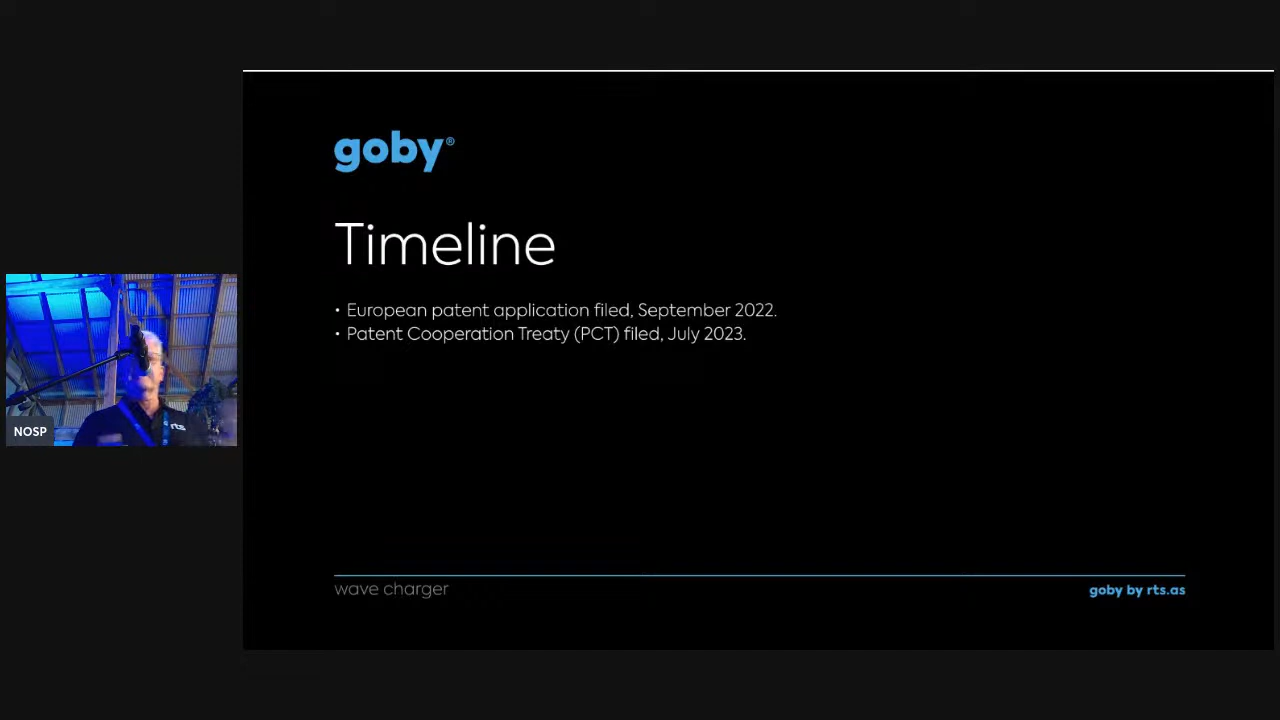 goby®
Timeline
• European patent application filed, September 2022.
• Patent Cooperation Treaty (PCT) filed, July 2023.
NOSP
rts
wave charger
goby by rts.as